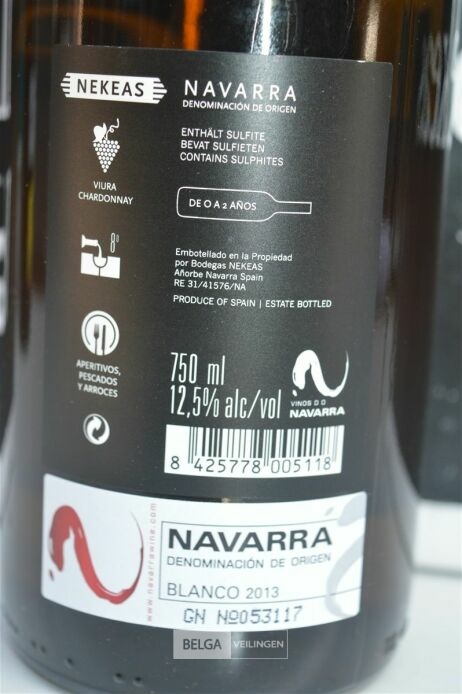 NEKEAS
NAVARRA
DENOMINACIÓN DE ORIGEN
VIURA
CHARDONNAY
ENTHÄLT SULFITE
BEVAT SULFIETEN
CONTAINS SULPHITES
DE 0 A 2 AÑOS
8º
Embotellado en la Propiedad
por Bodegas NEKEAS
Añorbe Navarra Spain
RE 31/41576/NA
PRODUCE OF SPAIN | ESTATE BOTTLED
APERITIVOS,
PESCADOS
Y ARROCES
750 ml
12,5% alc/vol
VINOS D.O
NAVARRA
8 425778 005118
www.navarrawine.com
NAVARRA
DENOMINACIÓN DE ORIGEN
BLANCO 2013
GN Nº053117
BELGA VEILINGEN